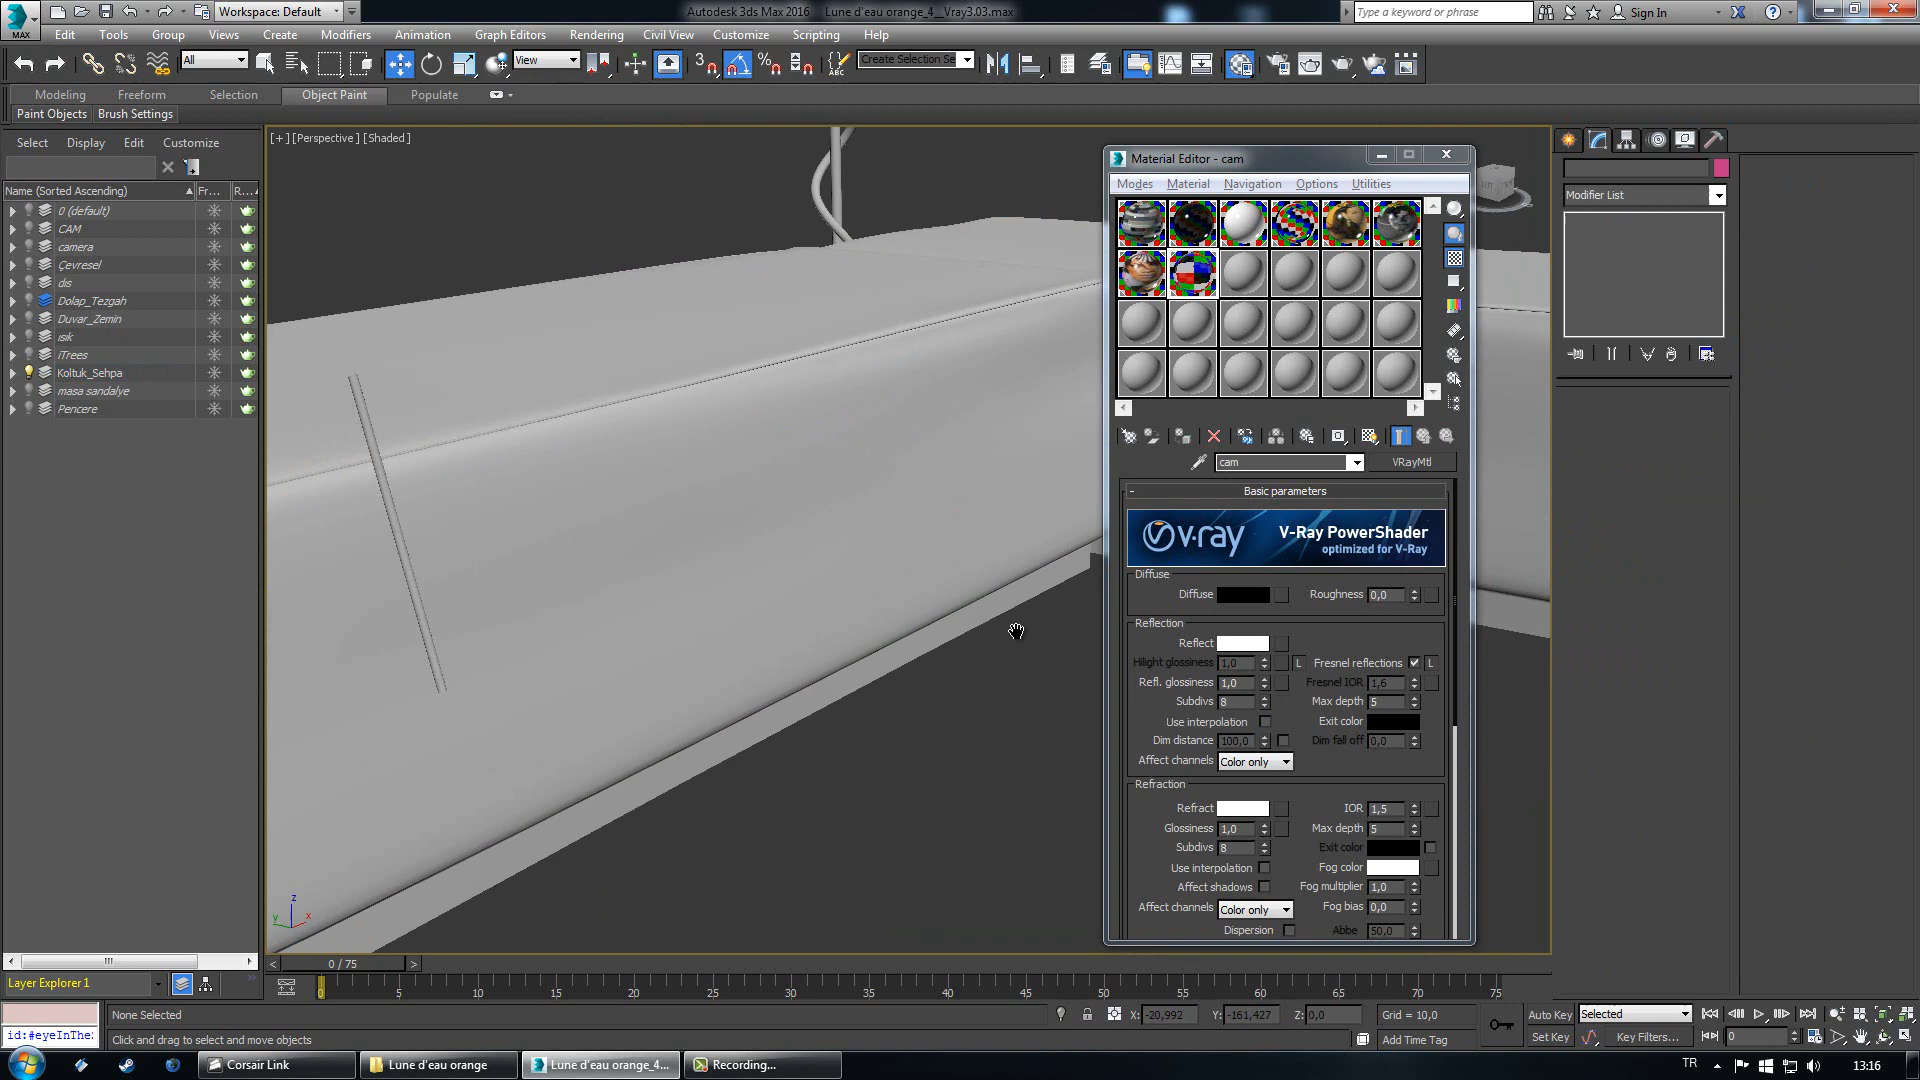 Workspace: Default
Autodesk 3ds Max 2016 Lune d'eau orange_4__Vray3.03.max
Type a keyword or phrase
Sign In
MAX
Edit Tools Group Views Create Modifiers Animation Graph Editors Rendering Civil View Customize Scripting Help
All
View
3
ABC
Create Selection Se
Modeling Freeform Selection Object Paint Populate
Paint Objects Brush Settings
Select Display Edit Customize
Name (Sorted Ascending) Fr... R...
0 (default)
CAM
camera
Çevresel
dis
Dolap_Tezgah
Duvar_Zemin
ısık
iTrees
Koltuk_Sehpa
masa sandalye
Pencere
[+] [Perspective] [Shaded]
Material Editor - cam
Modes Material Navigation Options Utilities
cam VRayMtl
Basic parameters
v·ray V-Ray PowerShader
optimized for V-Ray
Diffuse
Diffuse Roughness 0,0
Reflection
Reflect
Hilight glossiness 1,0 L Fresnel reflections L
Refl. glossiness 1,0 Fresnel IOR 1,6
Subdivs 8 Max depth 5
Use interpolation Exit color
Dim distance 100,0 Dim fall off 0,0
Affect channels Color only
Refraction
Refract IOR 1,5
Glossiness 1,0 Max depth 5
Subdivs 8 Exit color
Use interpolation Fog color
Affect shadows Fog multiplier 1,0
Affect channels Color only Fog bias 0,0
Dispersion Abbe 50,0
Modifier List
z
y x
Layer Explorer 1
< 0 / 75 >
0 5 10 15 20 25 30 35 40 45 50 55 60 65 70 75
None Selected
X: -20,992 Y: -161,427 Z: 0,0 Grid = 10,0
Auto Key Selected
id:#eyeInThe:
Click and drag to select and move objects
Add Time Tag
Set Key Key Filters... 0
Corsair Link
Lune d'eau orange
Lune d'eau orange_4...
Recording...
TR
13:16